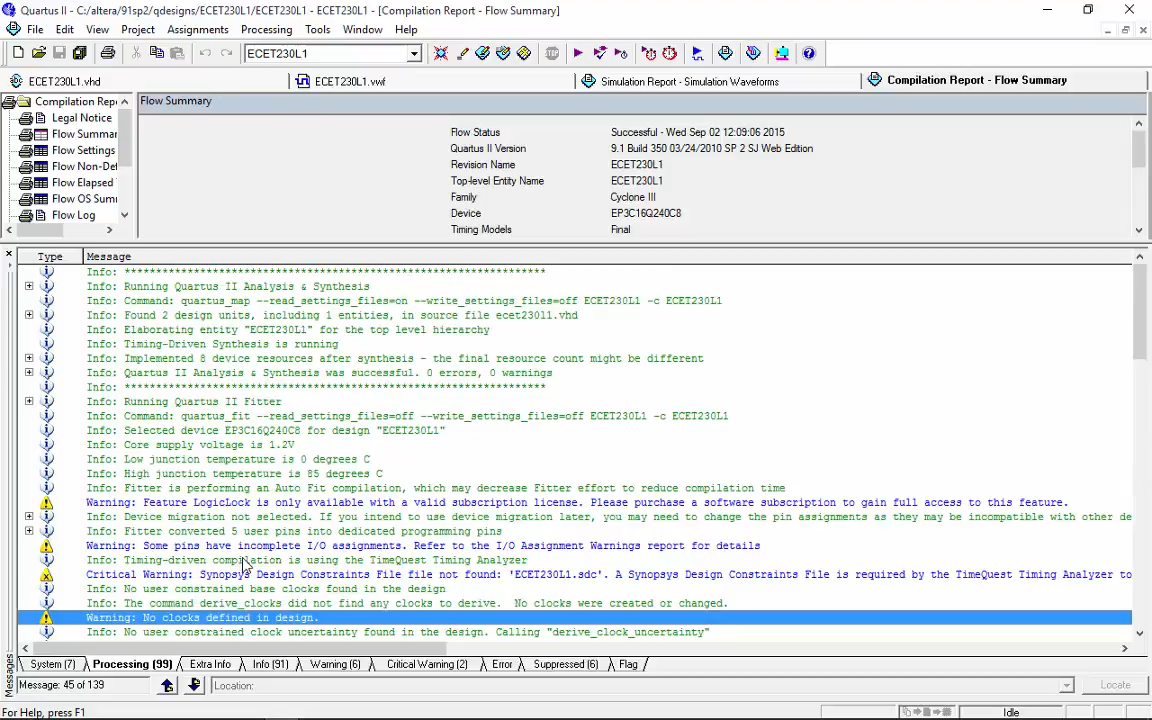 Quartus II - C:/altera/91sp2/qdesigns/ECET230L1/ECET230L1 - ECET230L1 - [Compilation Report - Flow Summary]
File Edit View Project Assignments Processing Tools Window Help
ECET230L1
ECET230L1.vhd
ECET230L1.vwf
Simulation Report - Simulation Waveforms
Compilation Report - Flow Summary
Compilation Repo
Legal Notice
Flow Summar
Flow Settings
Flow Non-Def
Flow Elapsed
Flow OS Sum
Flow Log
Flow Summary
Flow Status Successful - Wed Sep 02 12:09:06 2015
Quartus II Version 9.1 Build 350 03/24/2010 SP 2 SJ Web Edition
Revision Name ECET230L1
Top-level Entity Name ECET230L1
Family Cyclone III
Device EP3C16Q240C8
Timing Models Final
Type Message
Info: *******************************************************************
Info: Running Quartus II Analysis & Synthesis
Info: Command: quartus_map --read_settings_files=on --write_settings_files=off ECET230L1 -c ECET230L1
Info: Found 2 design units, including 1 entities, in source file ecet230l1.vhd
Info: Elaborating entity "ECET230L1" for the top level hierarchy
Info: Timing-Driven Synthesis is running
Info: Implemented 8 device resources after synthesis - the final resource count might be different
Info: Quartus II Analysis & Synthesis was successful. 0 errors, 0 warnings
Info: *******************************************************************
Info: Running Quartus II Fitter
Info: Command: quartus_fit --read_settings_files=off --write_settings_files=off ECET230L1 -c ECET230L1
Info: Selected device EP3C16Q240C8 for design "ECET230L1"
Info: Core supply voltage is 1.2V
Info: Low junction temperature is 0 degrees C
Info: High junction temperature is 85 degrees C
Info: Fitter is performing an Auto Fit compilation, which may decrease Fitter effort to reduce compilation time
Warning: Feature LogicLock is only available with a valid subscription license. Please purchase a software subscription to gain full access to this feature.
Info: Device migration not selected. If you intend to use device migration later, you may need to change the pin assignments as they may be incompatible with other de
Info: Fitter converted 5 user pins into dedicated programming pins
Warning: Some pins have incomplete I/O assignments. Refer to the I/O Assignment Warnings report for details
Info: Timing-driven compilation is using the TimeQuest Timing Analyzer
Critical Warning: Synopsys Design Constraints File file not found: 'ECET230L1.sdc'. A Synopsys Design Constraints File is required by the TimeQuest Timing Analyzer to
Info: No user constrained base clocks found in the design
Info: The command derive_clocks did not find any clocks to derive. No clocks were created or changed.
Warning: No clocks defined in design.
Info: No user constrained clock uncertainty found in the design. Calling "derive_clock_uncertainty"
System (7) Processing (99) Extra Info Info (91) Warning (6) Critical Warning (2) Error Suppressed (6) Flag
Messages
Message: 45 of 139
Location:
Locate
For Help, press F1
Idle